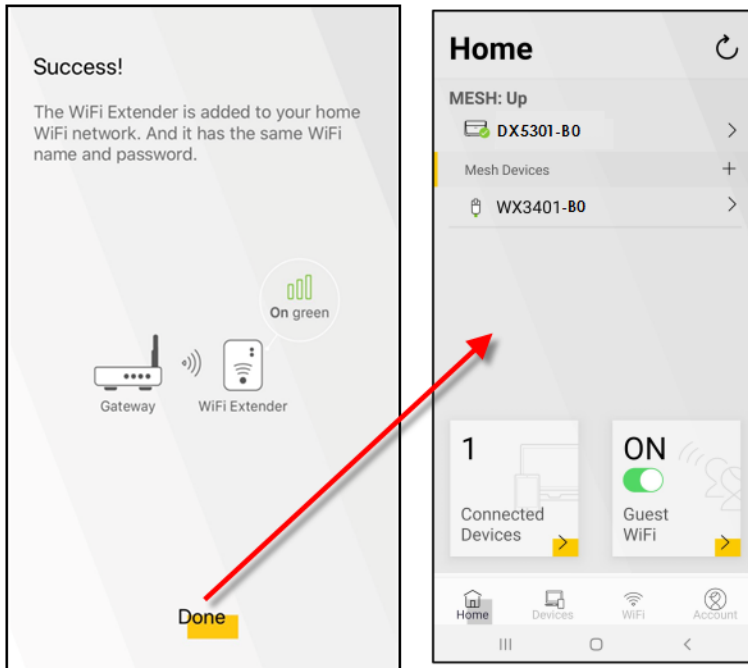 Success!
The WiFi Extender is added to your home
WiFi network. And it has the same WiFi
name and password.
On green
Gateway
WiFi Extender
Done
Home
MESH: Up
DX5301-B0
Mesh Devices
WX3401-B0
1
Connected
Devices
ON
Guest
WiFi
Home
Devices
WiFi
Account